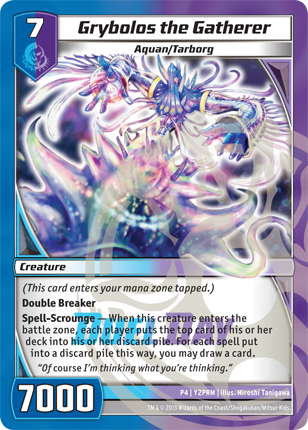 7
Grybolos the Gatherer
Aquan/Tarborg
Creature
(This card enters your mana zone tapped.)
Double Breaker
Spell-Scrounge — When this creature enters the
battle zone, each player puts the top card of his or her
deck into his or her discard pile. For each spell put
into a discard pile this way, you may draw a card.
"Of course I'm thinking what you're thinking."
7000
P4 | Y2PRM | Illus. Hiroshi Tanigawa
TM & © 2013 Wizards of the Coast/Shogakukan/Mitsui-Kids.